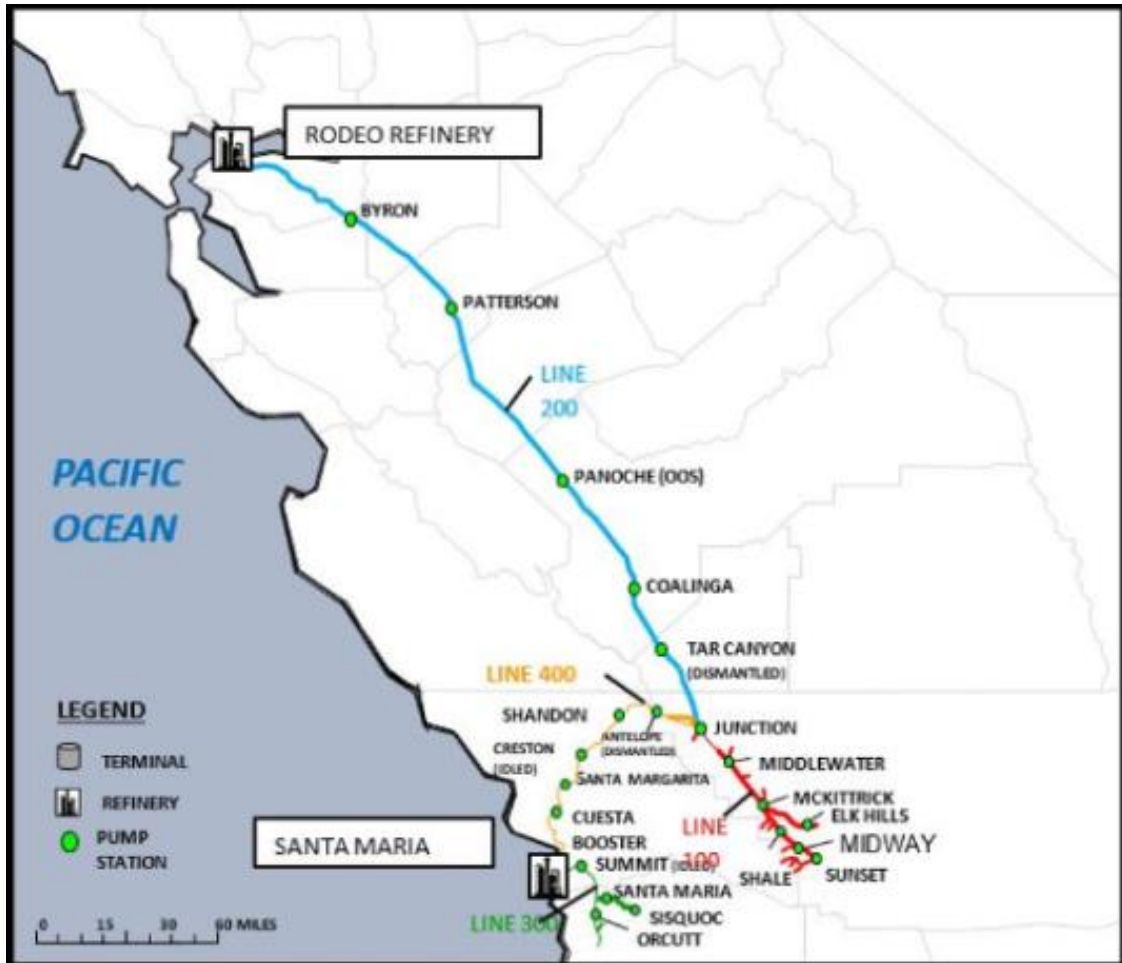 RODEO REFINERY
BYRON
PATTERSON
LINE
200
PACIFIC
OCEAN
PANOCHE (OOS)
COALINGA
TAR CANYON
(DISMANTLED)
LINE 400
LEGEND
TERMINAL
REFINERY
PUMP
STATION
SHANDON
ANTELOPE
(DISMANTLED)
JUNCTION
CRESTON
(IDLED)
MIDDLEWATER
SANTA MARGARITA
MCKITTRICK
ELK HILLS
CUESTA
LINE
100
MIDWAY
SANTA MARIA
BOOSTER
SUMMIT (IDLED)
SHALE
SUNSET
SANTA MARIA
LINE 300
SISQUOC
ORCUTT
0 15 30 60 MILES